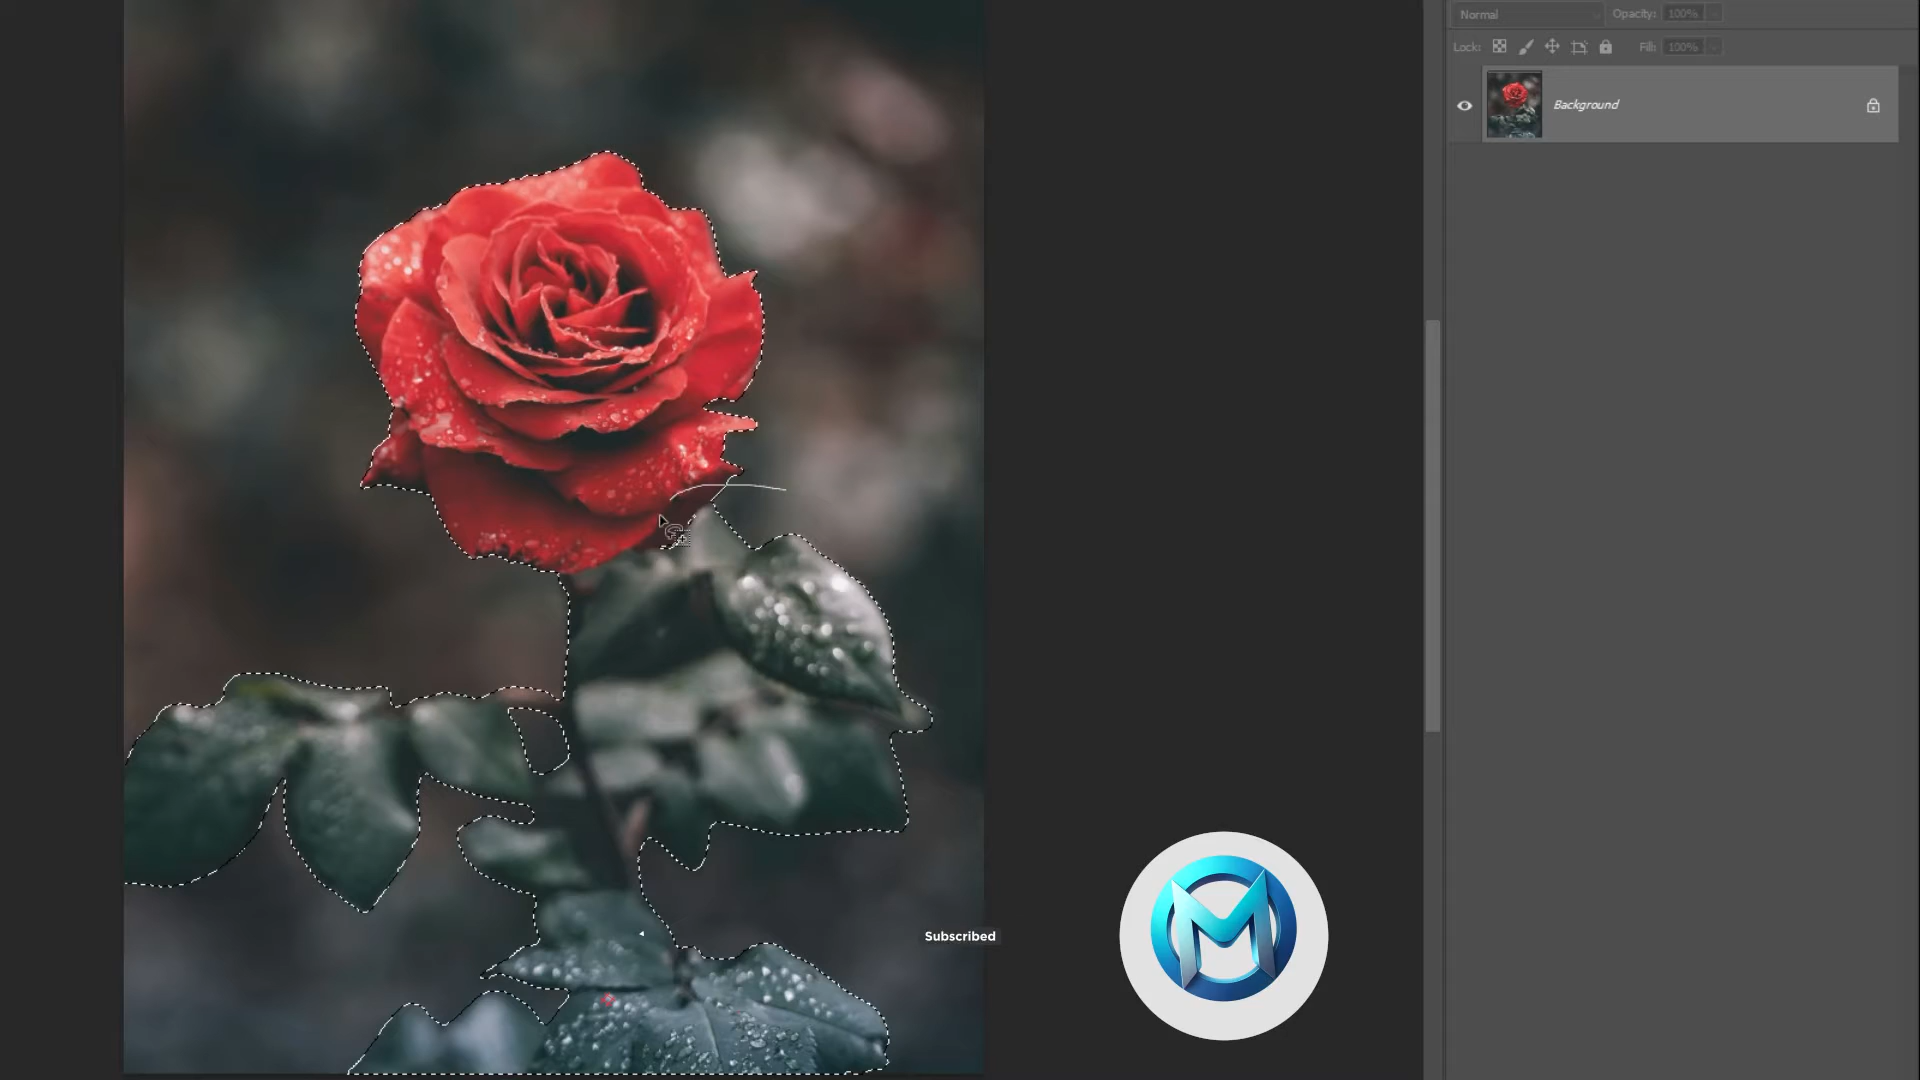 Normal
Opacity: 100%
Lock:
Fill: 100%
Background
Subscribed
M